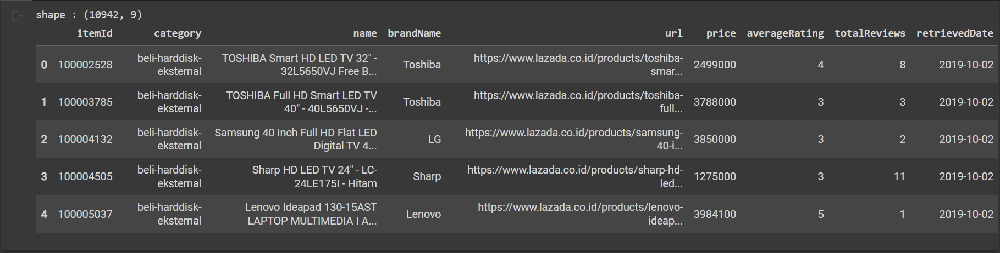 shape : (10942, 9)
itemId category name brandName url price averageRating totalReviews retrievedDate
0 100002528 beli-harddisk-eksternal TOSHIBA Smart HD LED TV 32" - 32L5650VJ Free B... Toshiba https://www.lazada.co.id/products/toshiba-smar... 2499000 4 8 2019-10-02
1 100003785 beli-harddisk-eksternal TOSHIBA Full HD Smart LED TV 40" - 40L5650VJ -... Toshiba https://www.lazada.co.id/products/toshiba-full... 3788000 3 3 2019-10-02
2 100004132 beli-harddisk-eksternal Samsung 40 Inch Full HD Flat LED Digital TV 4... LG https://www.lazada.co.id/products/samsung-40-i... 3850000 3 2 2019-10-02
3 100004505 beli-harddisk-eksternal Sharp HD LED TV 24" - LC-24LE175I - Hitam Sharp https://www.lazada.co.id/products/sharp-hd-led... 1275000 3 11 2019-10-02
4 100005037 beli-harddisk-eksternal Lenovo Ideapad 130-15AST LAPTOP MULTIMEDIA I A... Lenovo https://www.lazada.co.id/products/lenovo-ideap... 3984100 5 1 2019-10-02